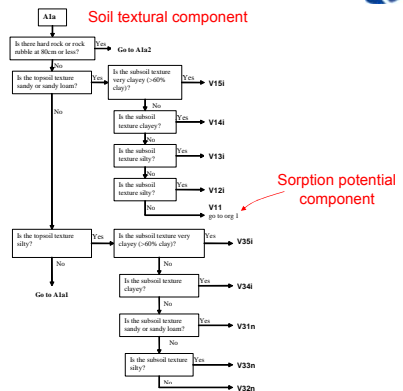 Soil textural component
A1a
Is there hard rock or rock
rubble at 80cm or less?
Yes
Go to A1a2
No
Is the topsoil texture
sandy or sandy loam?
Yes
Is the subsoil texture
very clayey (>60%
clay)?
Yes
V15i
No
No
Is the subsoil
texture clayey?
Yes
V14i
No
Is the subsoil
texture silty?
Yes
V13i
No
Is the subsoil
texture silty?
Yes
V12i
No
V11
go to org 1
Sorption potential
component
Is the topsoil texture
silty?
Yes
Is the subsoil texture very
clayey (>60% clay)?
Yes
V35i
No
Go to A1a1
No
Is the subsoil texture
clayey?
Yes
V34i
No
Is the subsoil texture
sandy or sandy loam?
Yes
V31n
No
Is the subsoil texture
silty?
Yes
V33n
No
V32n